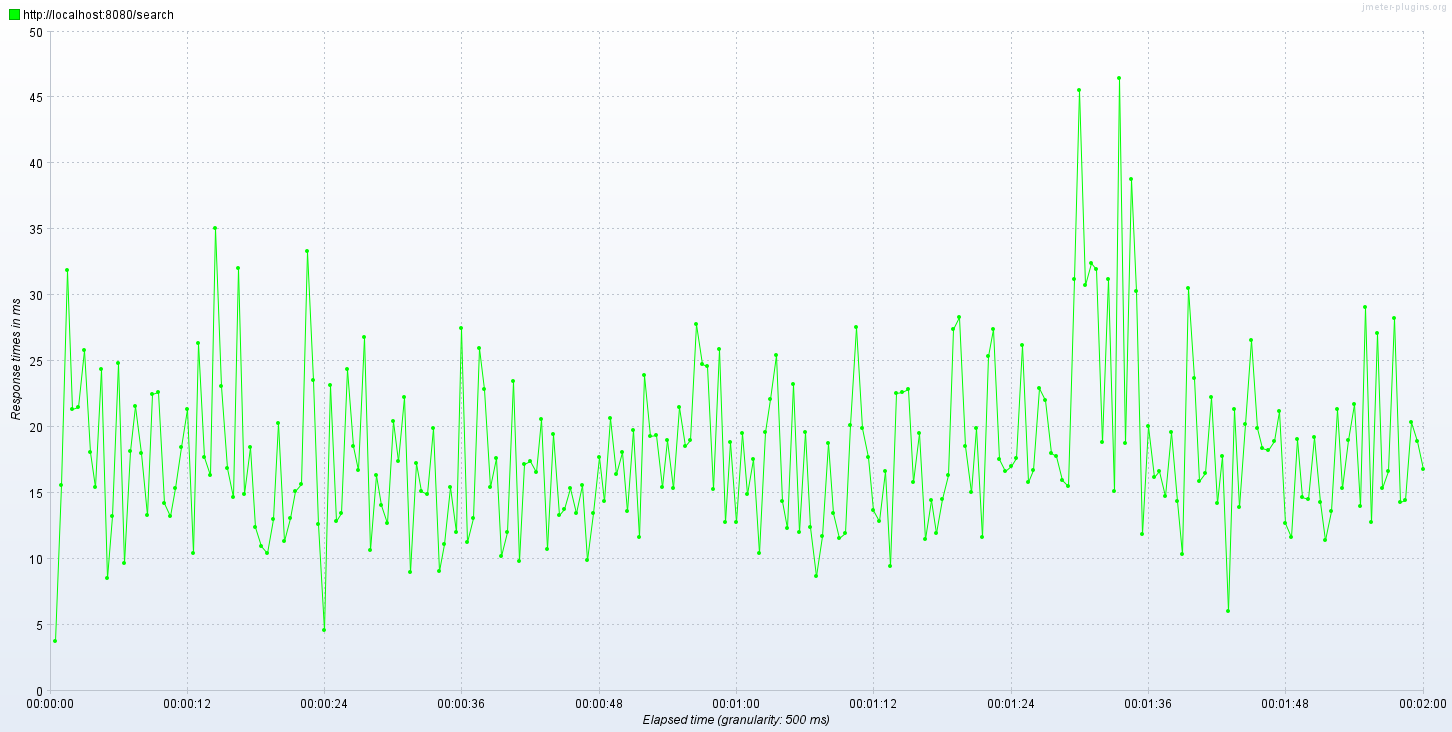 http://localhost:8080/search
jmeter-plugins.org
50
45
40
35
30
25
20
15
10
5
0
Response times in ms
00:00:00 00:00:12 00:00:24 00:00:36 00:00:48 00:01:00 00:01:12 00:01:24 00:01:36 00:01:48 00:02:00
Elapsed time (granularity: 500 ms)